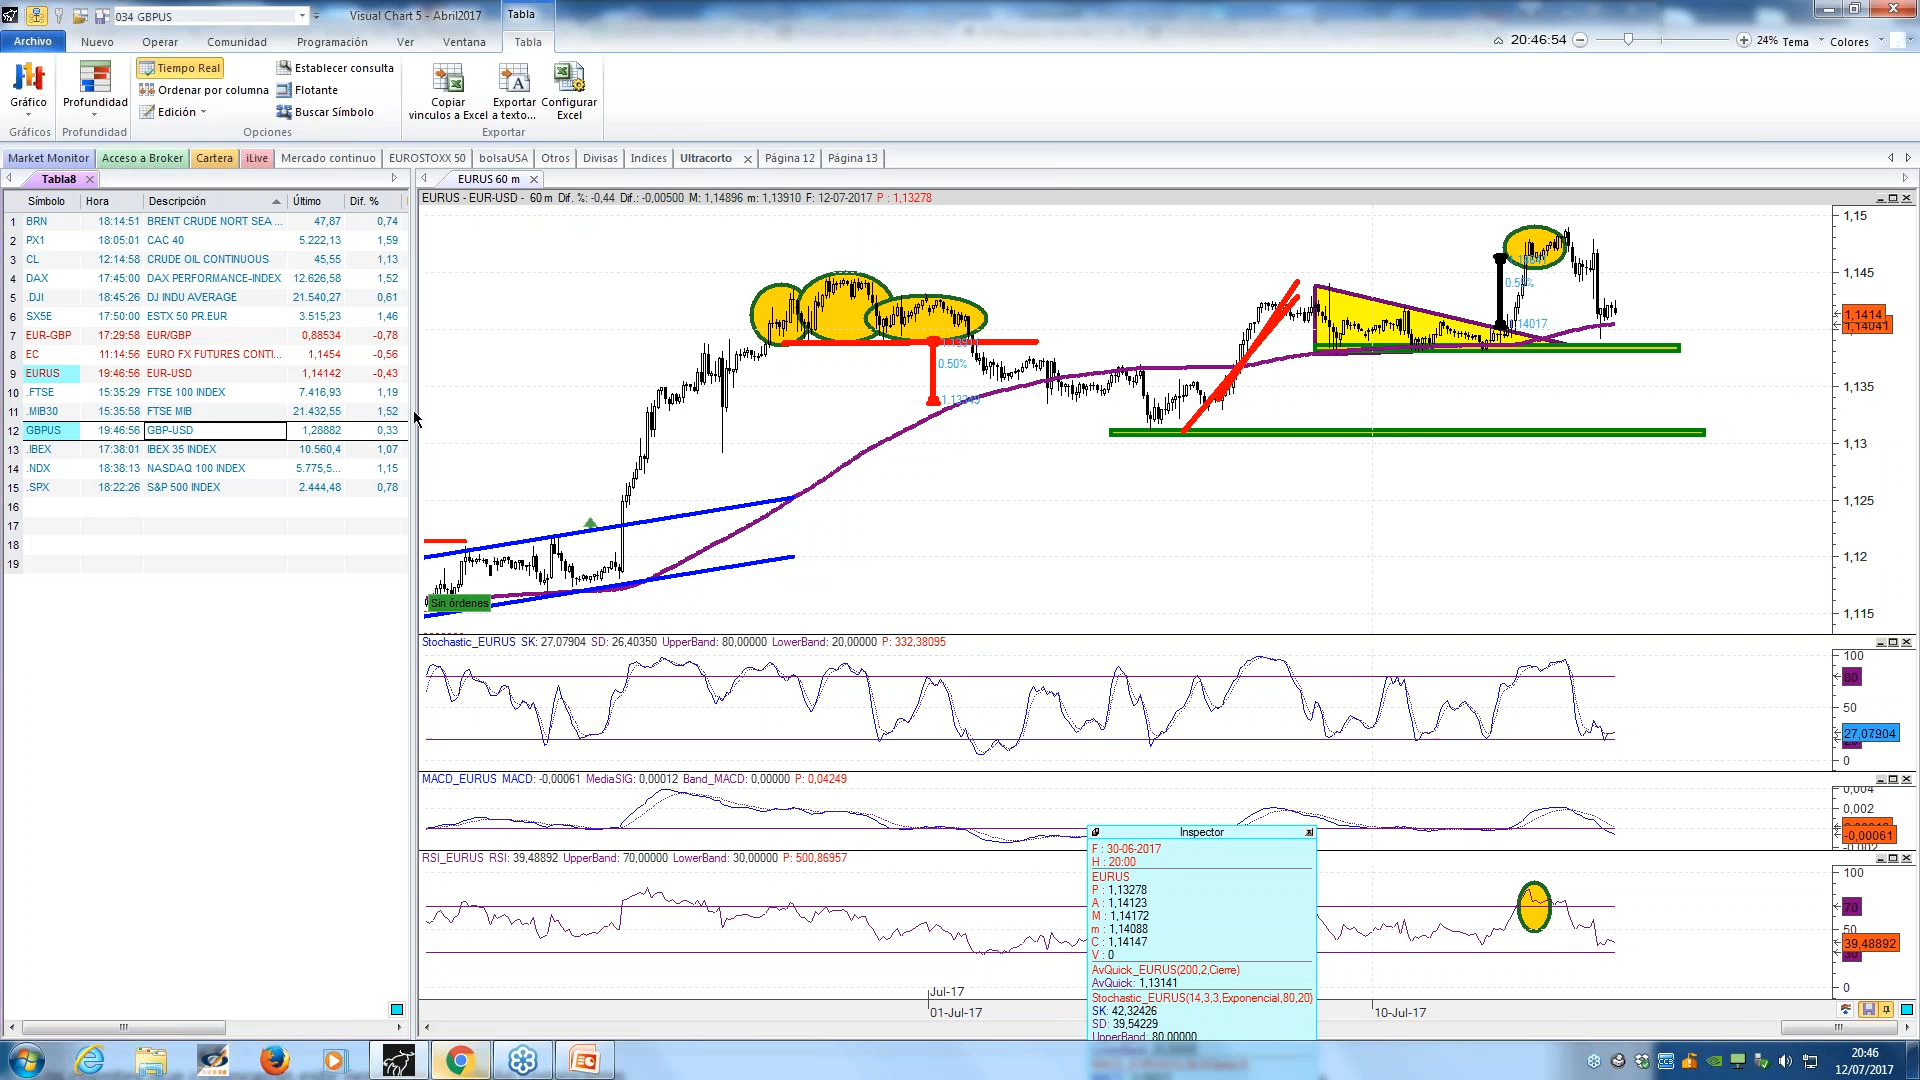 034 GBPUS
Visual Chart 5 - Abril2017
Tabla
Archivo Nuevo Operar Comunidad Programación Ver Ventana Tabla
20:46:54 24% Tema Colores
Gráfico
Profundidad
Tiempo Real
Ordenar por columna
Edición
Establecer consulta
Flotante
Buscar Símbolo
Copiar vinculos a Excel
Exportar a texto...
Configurar Excel
Gráficos Profundidad Opciones Exportar
Market Monitor Acceso a Broker Cartera iLive Mercado continuo EUROSTOXX 50 bolsaUSA Otros Divisas Indices Ultracorto Página 12 Página 13
Tabla8
EURUS 60 m
Símbolo Hora Descripción Último Dif. %
1 BRN 18:14:51 BRENT CRUDE NORT SEA ... 47,87 0,74
2 PX1 18:05:01 CAC 40 5.222,13 1,59
3 CL 12:14:58 CRUDE OIL CONTINUOUS 45,55 1,13
4 DAX 17:45:00 DAX PERFORMANCE-INDEX 12.626,58 1,52
5 .DJI 18:45:26 DJ INDU AVERAGE 21.540,27 0,61
6 SX5E 17:50:00 ESTX 50 PR.EUR 3.515,23 1,46
7 EUR-GBP 17:29:58 EUR/GBP 0,88534 -0,78
8 EC 11:14:56 EURO FX FUTURES CONTI... 1,1454 -0,56
9 EURUS 19:46:56 EUR-USD 1,14142 -0,43
10 .FTSE 15:35:29 FTSE 100 INDEX 7.416,93 1,19
11 .MIB30 15:35:58 FTSE MIB 21.432,55 1,52
12 GBPUS 19:46:56 GBP-USD 1,28882 0,33
13 .IBEX 17:38:01 IBEX 35 INDEX 10.560,4 1,07
14 .NDX 18:38:13 NASDAQ 100 INDEX 5.775,5... 1,15
15 .SPX 18:22:26 S&P 500 INDEX 2.444,48 0,78
16
17
18
19
EURUS - EUR-USD - 60 m Dif. %: -0,44 Dif.: -0,00500 M: 1,14896 m: 1,13910 F: 12-07-2017 P : 1,13278
1,15
1,145
1,1414
1,14041
1,135
1,13
1,125
1,12
1,115
0.50%
1.14017
0.50%
Sin órdenes
Stochastic_EURUS SK: 27,07904 SD: 26,40350 UpperBand: 80,00000 LowerBand: 20,00000 P: 332,38095
100
80
50
27,07904
0
MACD_EURUS MACD: -0,00061 MediaSIG: 0,00012 Band_MACD: 0,00000 P: 0,04249
0,004
0,002
-0,00061
-0,002
RSI_EURUS RSI: 39,48892 UpperBand: 70,00000 LowerBand: 30,00000 P: 500,86957
100
70
50
39,48892
30
0
Inspector
F : 30-06-2017
H : 20:00
EURUS
P : 1,13278
A : 1,14123
M : 1,14172
m : 1,14088
C : 1,14147
V : 0
AvQuick_EURUS(200,2,Cierre)
AvQuick: 1,13141
Stochastic_EURUS(14,3,3,Exponencial,80,20)
SK: 42,32426
SD: 39,54229
UpperBand: 80,00000
Jul-17
01-Jul-17
10-Jul-17
20:46
12/07/2017